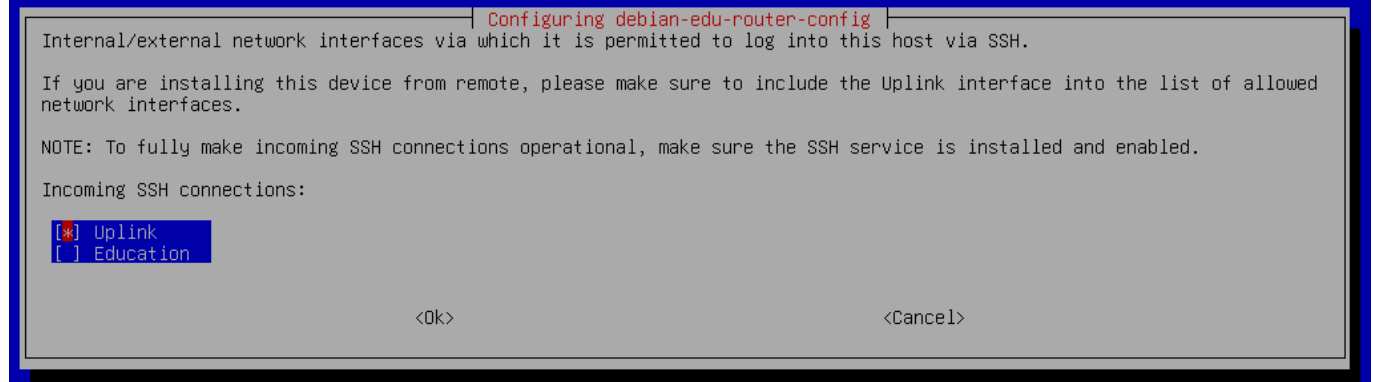 Configuring debian-edu-router-config
Internal/external network interfaces via which it is permitted to log into this host via SSH.
If you are installing this device from remote, please make sure to include the Uplink interface into the list of allowed
network interfaces.
NOTE: To fully make incoming SSH connections operational, make sure the SSH service is installed and enabled.
Incoming SSH connections:
[*] Uplink
[ ] Education
<Ok> <Cancel>